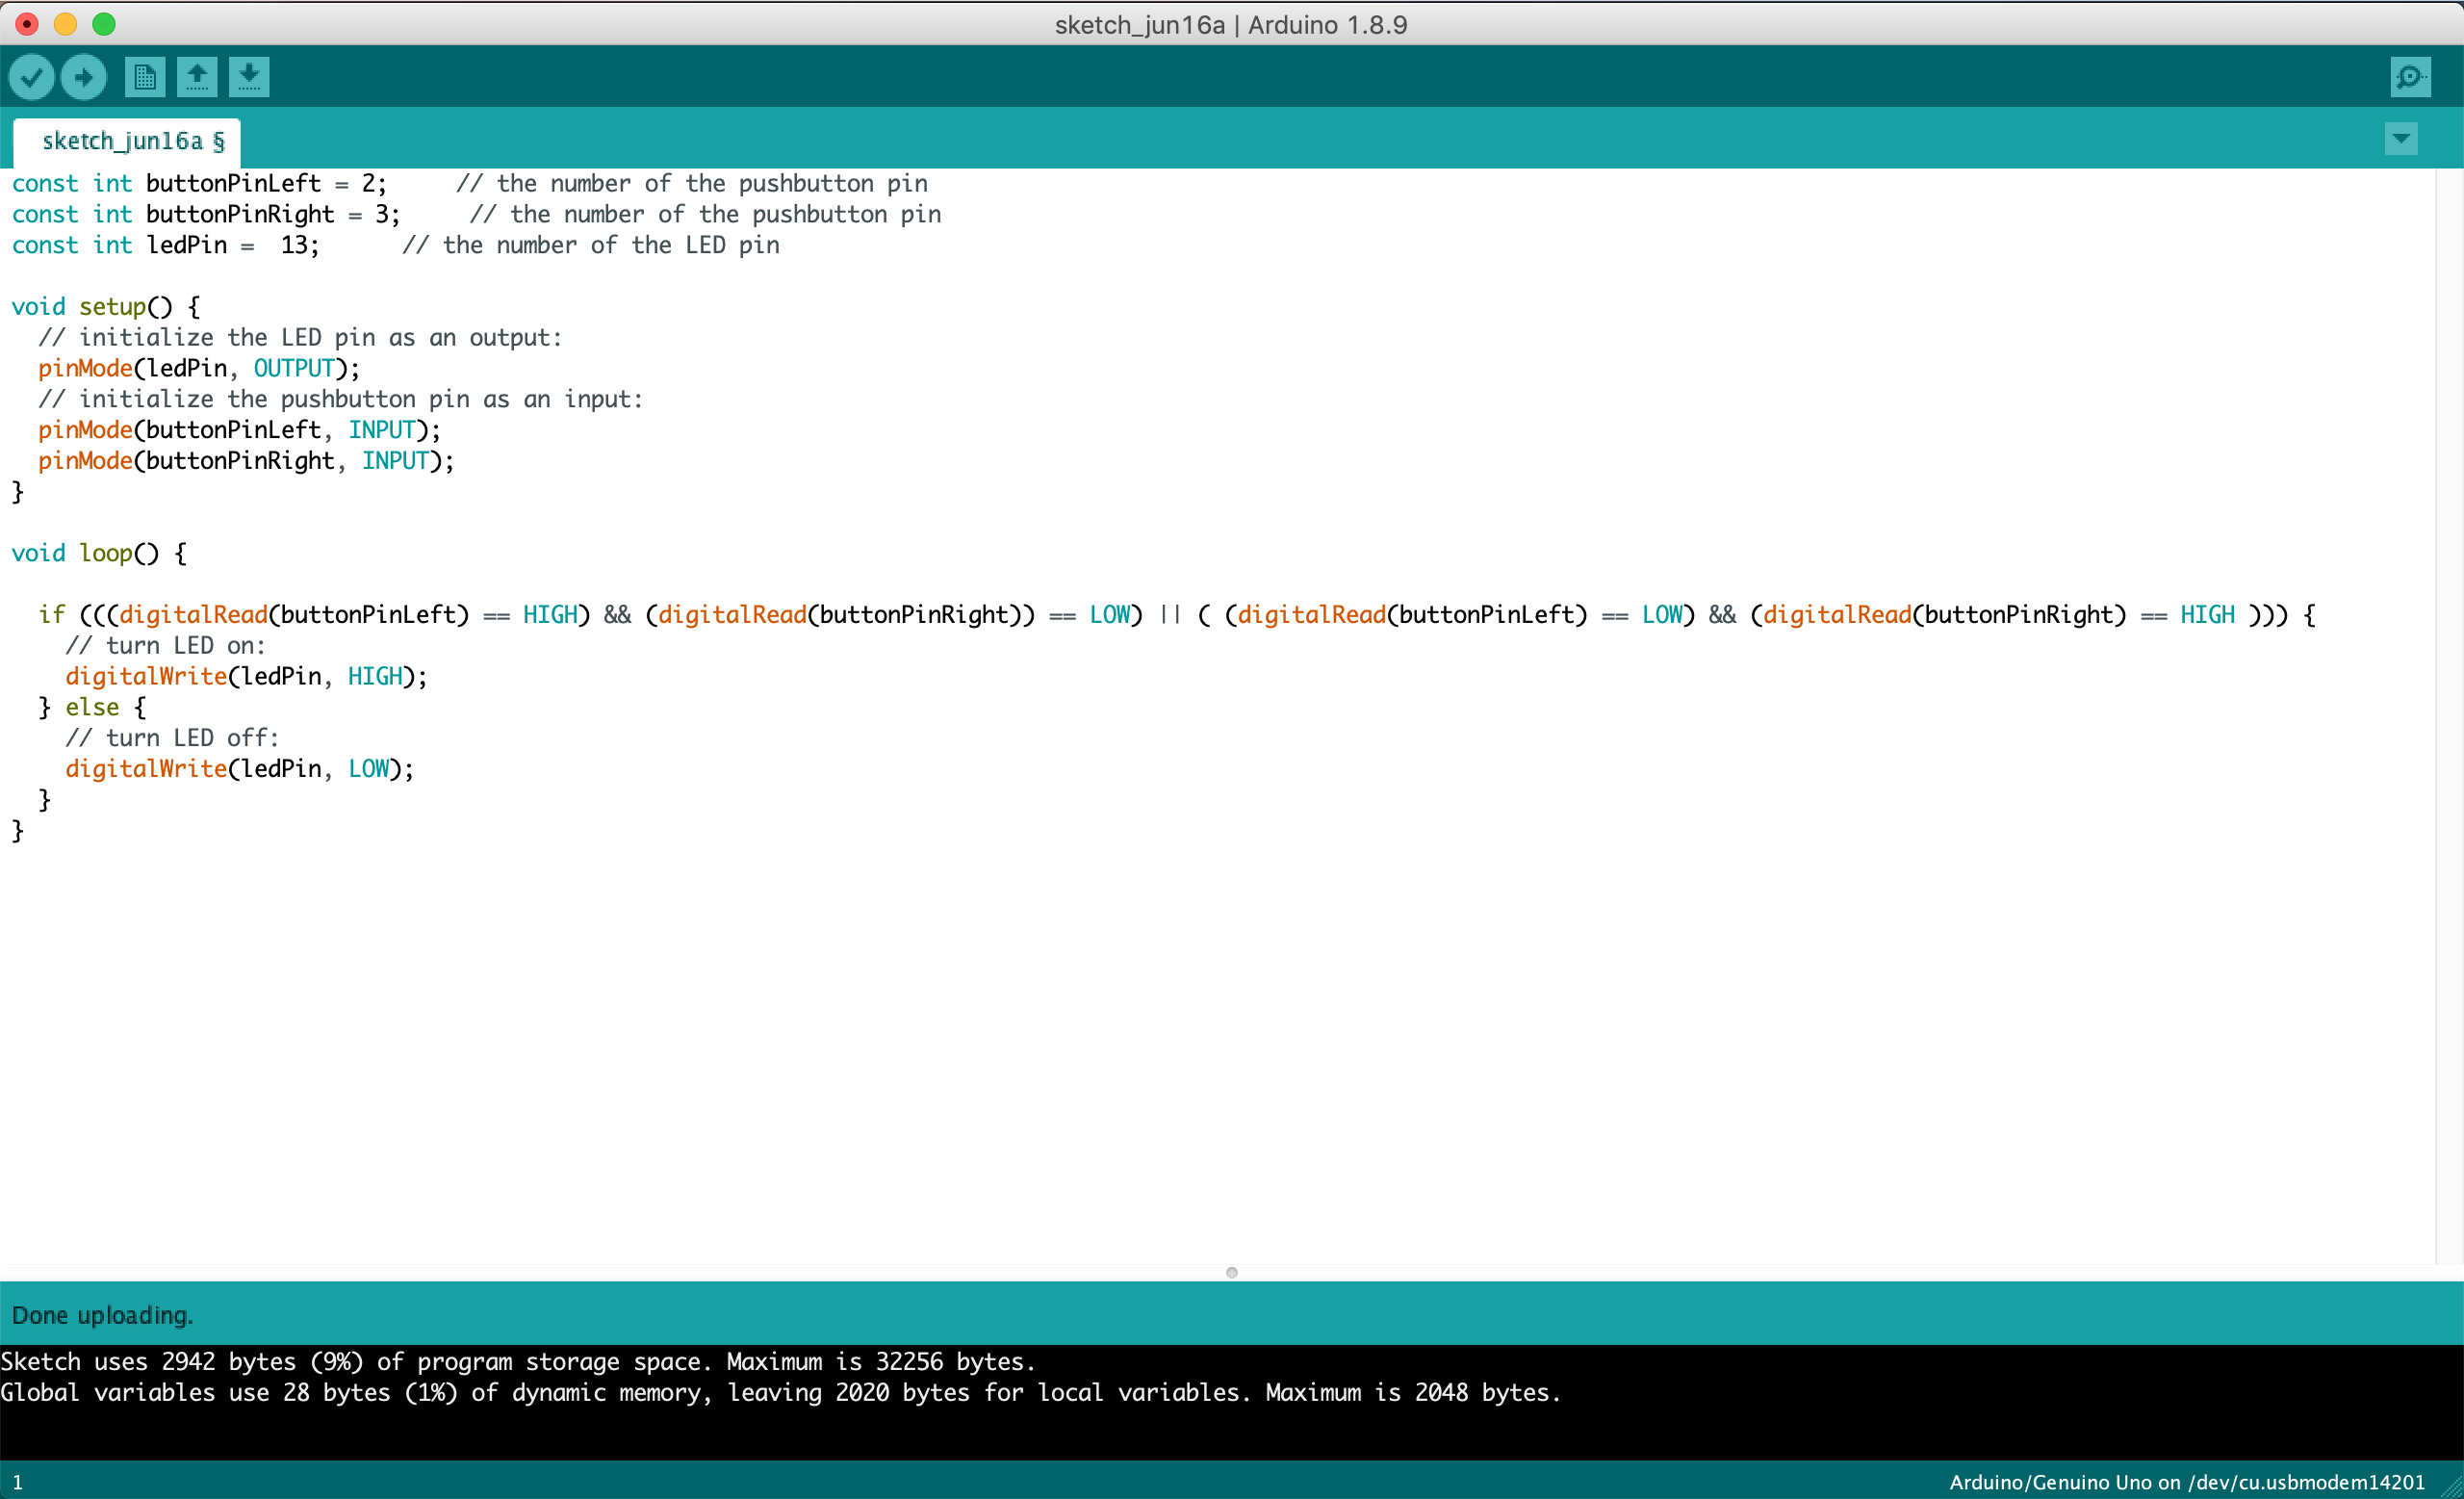 sketch_jun16a | Arduino 1.8.9
sketch_jun16a §
const int buttonPinLeft = 2;     // the number of the pushbutton pin
const int buttonPinRight = 3;     // the number of the pushbutton pin
const int ledPin =  13;      // the number of the LED pin

void setup() {
  // initialize the LED pin as an output:
  pinMode(ledPin, OUTPUT);
  // initialize the pushbutton pin as an input:
  pinMode(buttonPinLeft, INPUT);
  pinMode(buttonPinRight, INPUT);
}

void loop() {

  if (((digitalRead(buttonPinLeft) == HIGH) && (digitalRead(buttonPinRight)) == LOW) || ( (digitalRead(buttonPinLeft) == LOW) && (digitalRead(buttonPinRight) == HIGH ))) {
    // turn LED on:
    digitalWrite(ledPin, HIGH);
  } else {
    // turn LED off:
    digitalWrite(ledPin, LOW);
  }
}
Done uploading.
Sketch uses 2942 bytes (9%) of program storage space. Maximum is 32256 bytes.
Global variables use 28 bytes (1%) of dynamic memory, leaving 2020 bytes for local variables. Maximum is 2048 bytes.
1
Arduino/Genuino Uno on /dev/cu.usbmodem14201